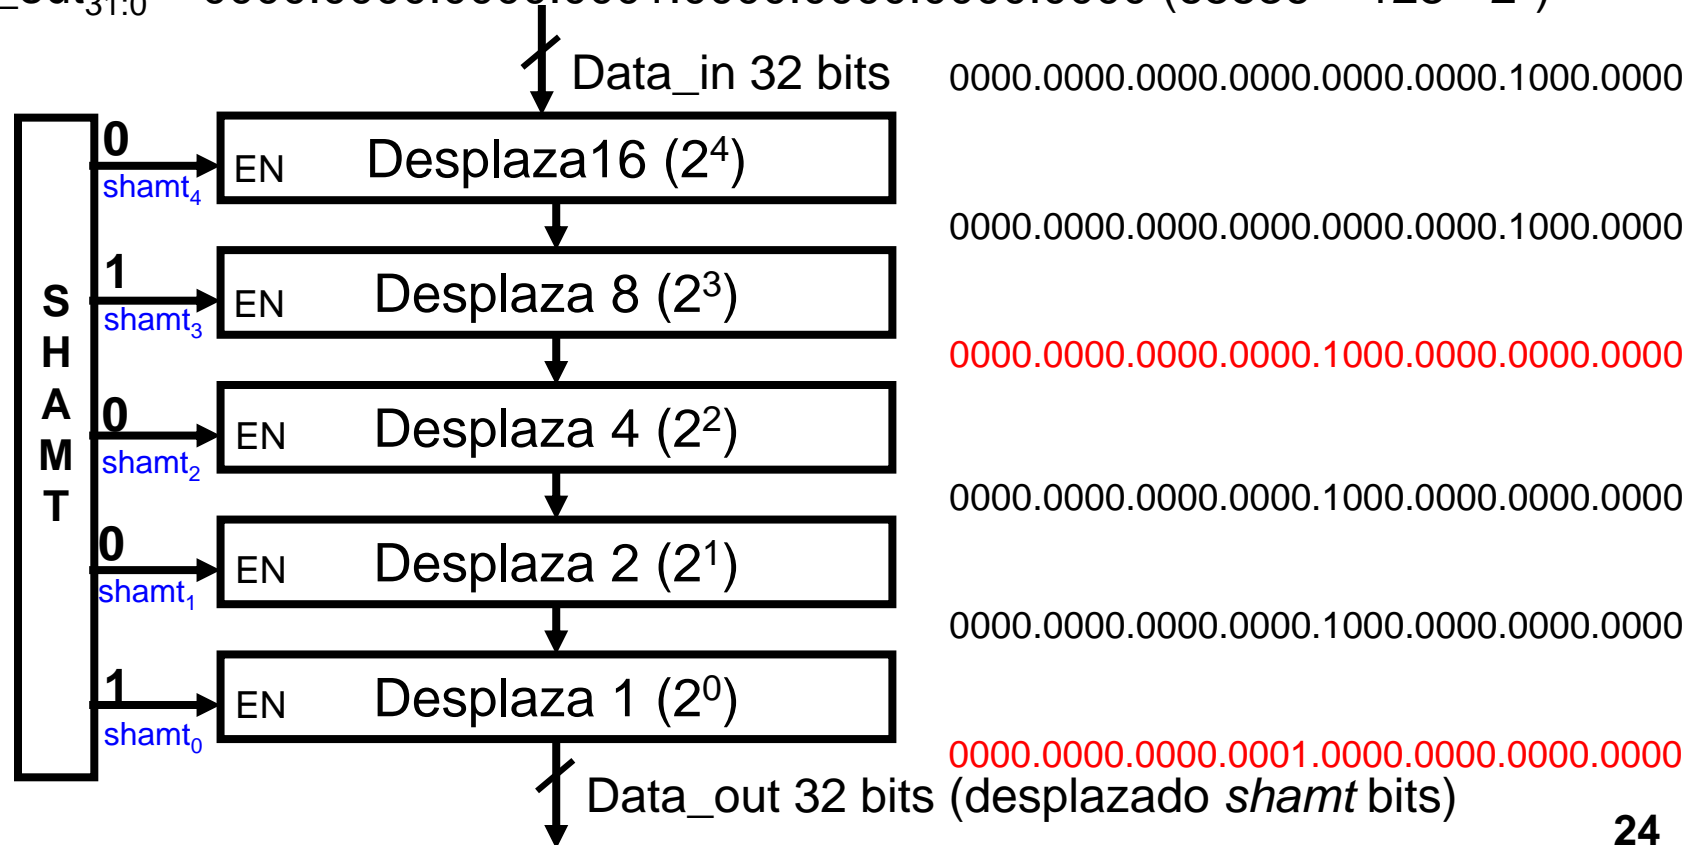 Data_in 32 bits
0000.0000.0000.0000.0000.0000.1000.0000
0
shamt4
EN
Desplaza16 (2⁴)
0000.0000.0000.0000.0000.0000.1000.0000
1
shamt3
EN
Desplaza 8 (2³)
0000.0000.0000.0000.1000.0000.0000.0000
SHAMT
0
shamt2
EN
Desplaza 4 (2²)
0000.0000.0000.0000.1000.0000.0000.0000
0
shamt1
EN
Desplaza 2 (2¹)
0000.0000.0000.0000.1000.0000.0000.0000
1
shamt0
EN
Desplaza 1 (2⁰)
0000.0000.0000.0001.0000.0000.0000.0000
Data_out 32 bits (desplazado shamt bits)
24